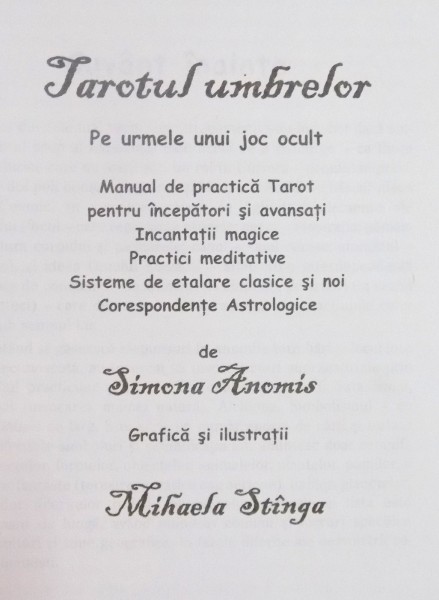 Tarotul umbrelor
Pe urmele unui joc ocult
Manual de practică Tarot
pentru începători şi avansaţi
Incantaţii magice
Practici meditative
Sisteme de etalare clasice şi noi
Corespondenţe Astrologice
de
Simona Anomis
Grafică şi ilustraţii
Mihaela Stînga